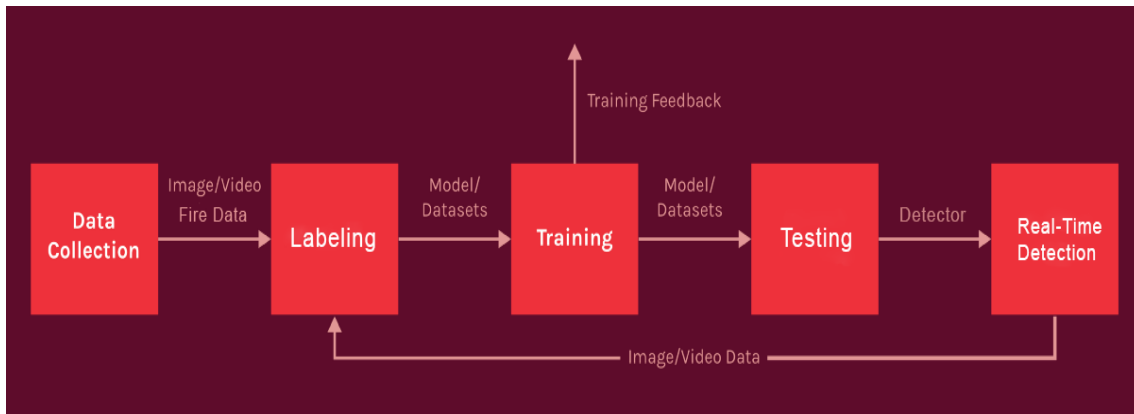 Training Feedback
Data
Collection
Image/Video
Fire Data
Labeling
Model/
Datasets
Training
Model/
Datasets
Testing
Detector
Real-Time
Detection
Image/Video Data